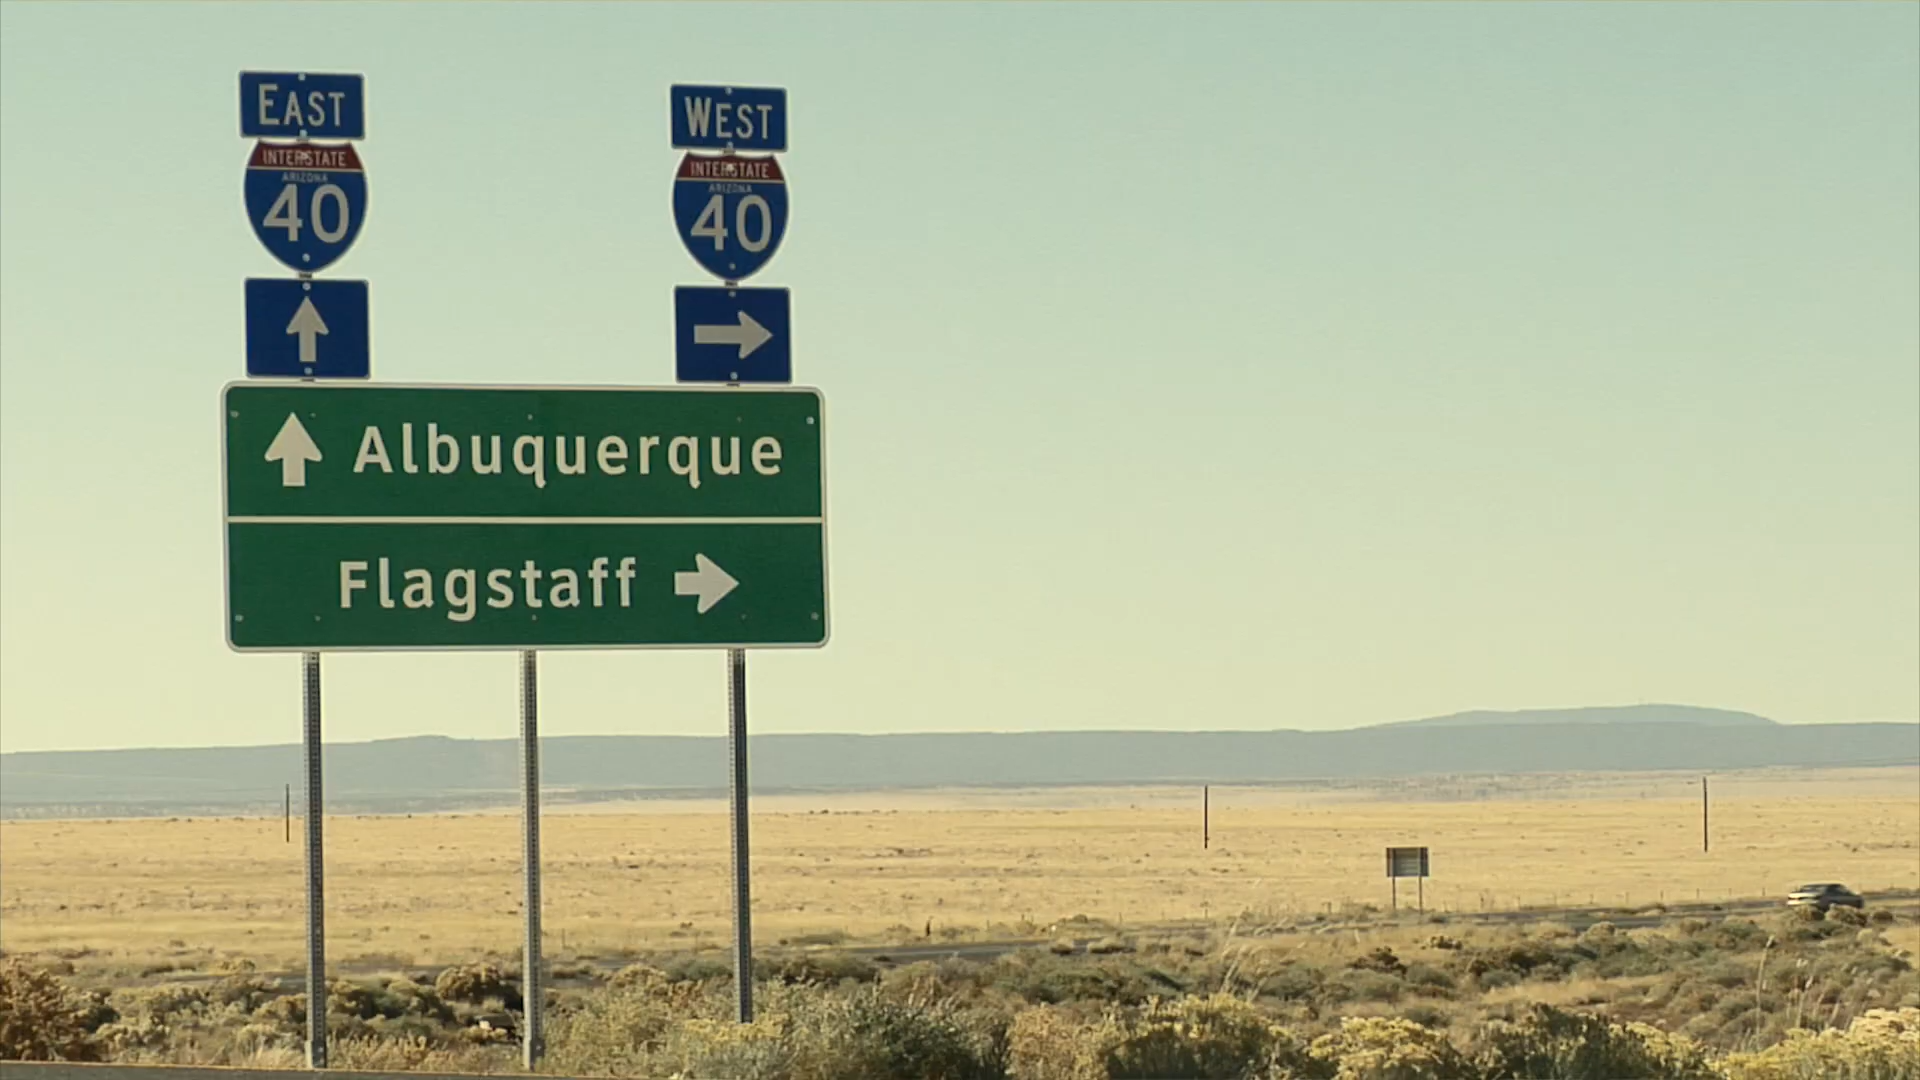 EAST
INTERSTATE
ARIZONA
40
WEST
INTERSTATE
ARIZONA
40
Albuquerque
Flagstaff